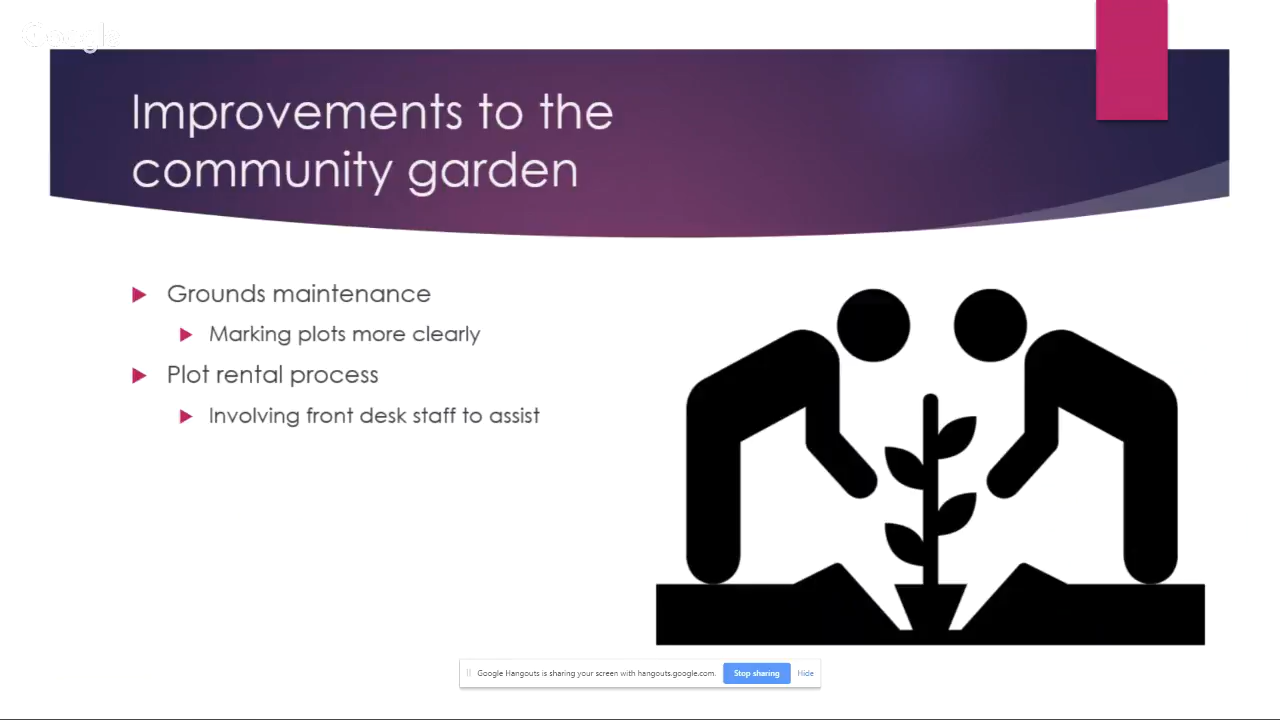 Google
Improvements to the
community garden
Grounds maintenance
Marking plots more clearly
Plot rental process
Involving front desk staff to assist
Google Hangouts is sharing your screen with hangouts.google.com.
Stop sharing
Hide